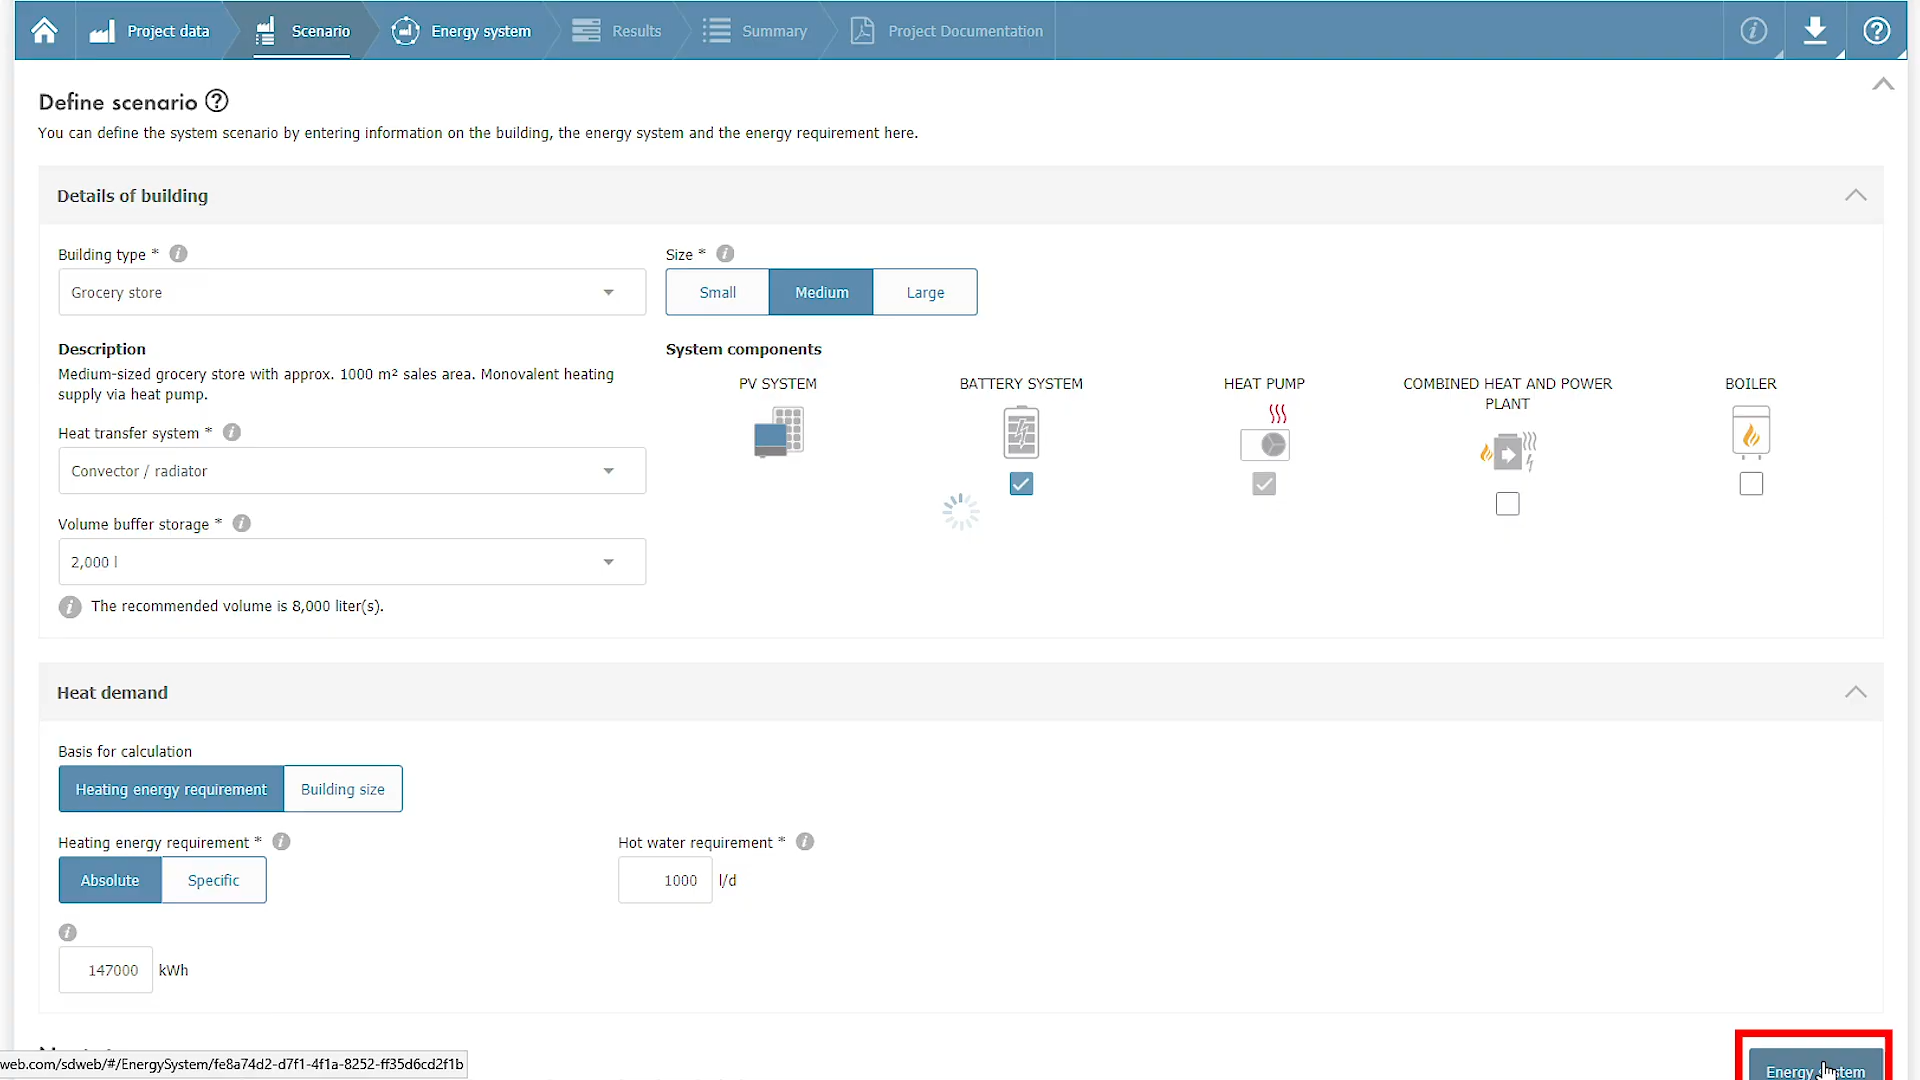 Project data
Scenario
Energy system
Results
Summary
Project Documentation
Define scenario
You can define the system scenario by entering information on the building, the energy system and the energy requirement here.
Details of building
Building type *
Size *
Grocery store
Small
Medium
Large
Description
Medium-sized grocery store with approx. 1000 m² sales area. Monovalent heating
supply via heat pump.
System components
PV SYSTEM
BATTERY SYSTEM
HEAT PUMP
COMBINED HEAT AND POWER
PLANT
BOILER
Heat transfer system *
Convector / radiator
Volume buffer storage *
2,000 l
The recommended volume is 8,000 liter(s).
Heat demand
Basis for calculation
Heating energy requirement
Building size
Heating energy requirement *
Hot water requirement *
Absolute
Specific
1000 l/d
147000 kWh
web.com/sdweb/#/EnergySystem/fe8a74d2-d7f1-4f1a-8252-ff35d6cd2f1b
Energy system